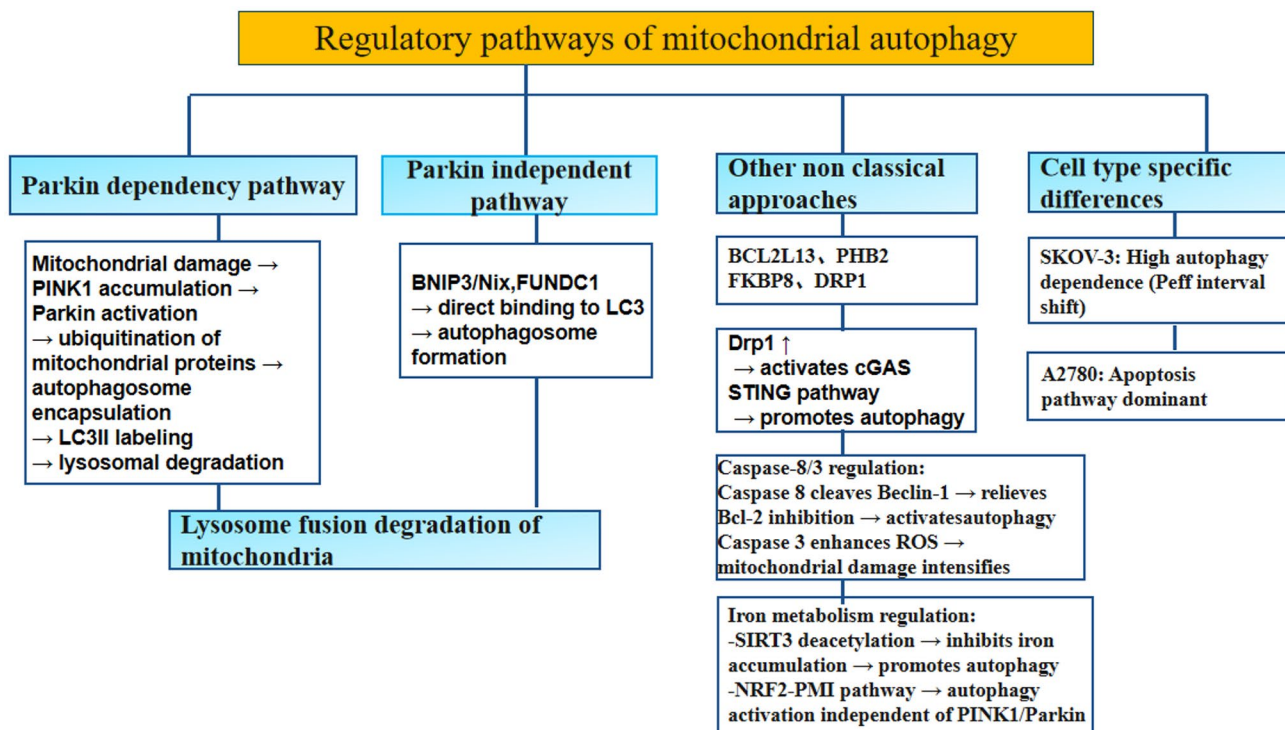 Regulatory pathways of mitochondrial autophagy
Parkin dependency pathway
Mitochondrial damage →
PINK1 accumulation →
Parkin activation
→ ubiquitination of
mitochondrial proteins →
autophagosome
encapsulation
→ LC3II labeling
→ lysosomal degradation
Parkin independent
pathway
BNIP3/Nix,FUNDC1
→ direct binding to LC3
→ autophagosome
formation
Lysosome fusion degradation of
mitochondria
Other non classical
approaches
BCL2L13、PHB2
FKBP8、DRP1
Drp1 ↑
→ activates cGAS
STING pathway
→ promotes autophagy
Caspase-8/3 regulation:
Caspase 8 cleaves Beclin-1 → relieves
Bcl-2 inhibition → activatesautophagy
Caspase 3 enhances ROS →
mitochondrial damage intensifies
Iron metabolism regulation:
-SIRT3 deacetylation → inhibits iron
accumulation → promotes autophagy
-NRF2-PMI pathway → autophagy
activation independent of PINK1/Parkin
Cell type specific
differences
SKOV-3: High autophagy
dependence (Peff interval
shift)
A2780: Apoptosis
pathway dominant